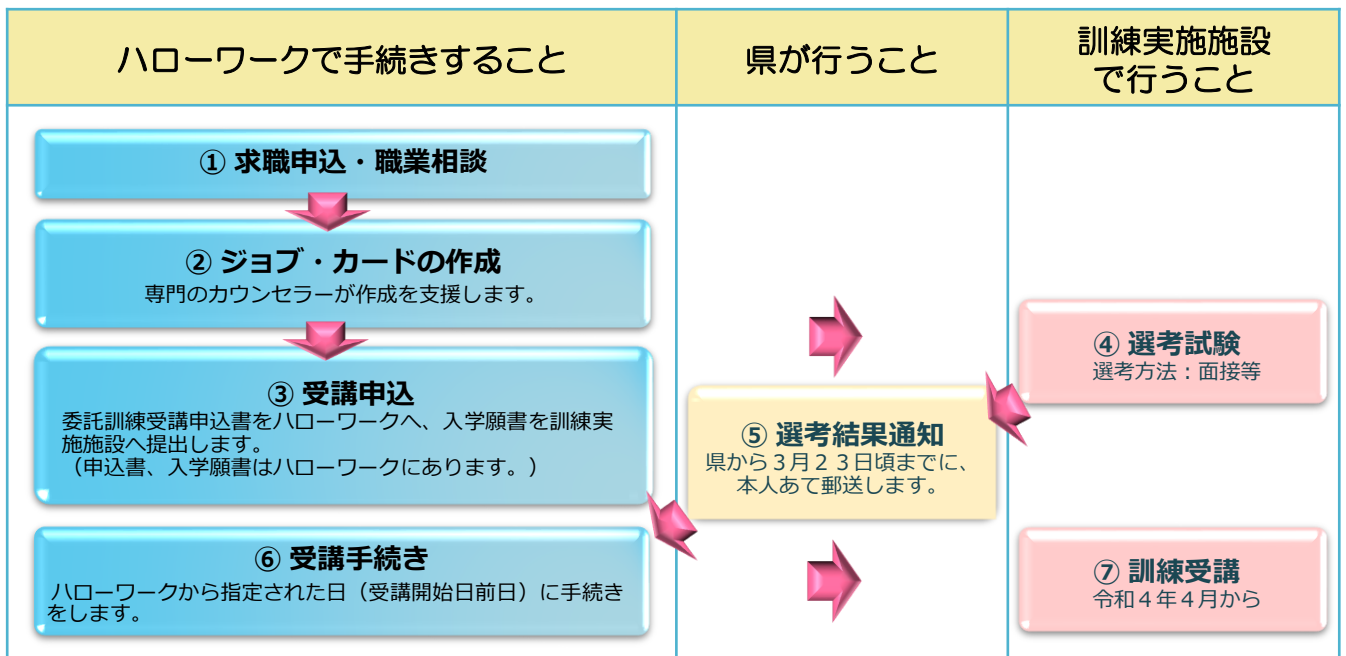 ハローワークで手続きすること
県が行うこと
訓練実施施設
で行うこと
① 求職申込・職業相談
② ジョブ・カードの作成
専門のカウンセラーが作成を支援します。
③ 受講申込
委託訓練受講申込書をハローワークへ、入学願書を訓練実
施施設へ提出します。
（申込書、入学願書はハローワークにあります。）
④ 選考試験
選考方法：面接等
⑤ 選考結果通知
県から３月２３日頃までに、
本人あて郵送します。
⑥ 受講手続き
ハローワークから指定された日（受講開始日前日）に手続き
をします。
⑦ 訓練受講
令和４年４月から